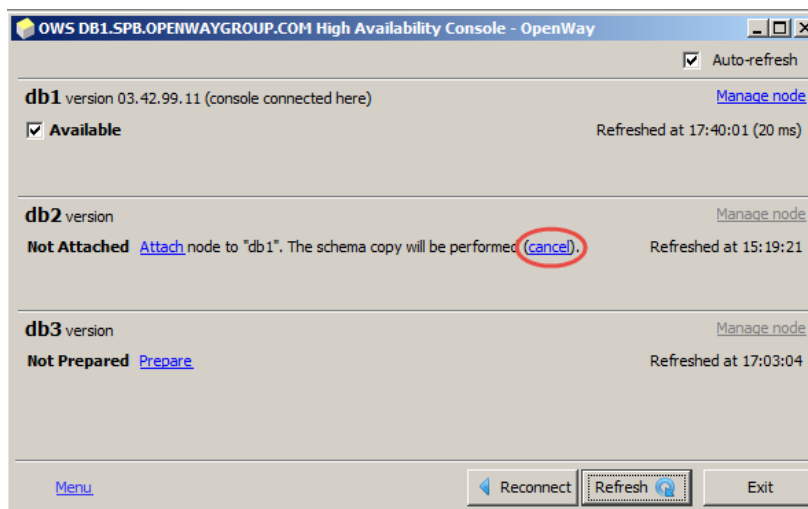 OWS DB1.SPB.OPENWAYGROUP.COM High Availability Console - OpenWay
Auto-refresh
db1 version 03.42.99.11 (console connected here) Manage node
Available Refreshed at 17:40:01 (20 ms)
db2 version Manage node
Not Attached Attach node to "db1". The schema copy will be performed (cancel). Refreshed at 15:19:21
db3 version Manage node
Not Prepared Prepare Refreshed at 17:03:04
Menu Reconnect Refresh Exit